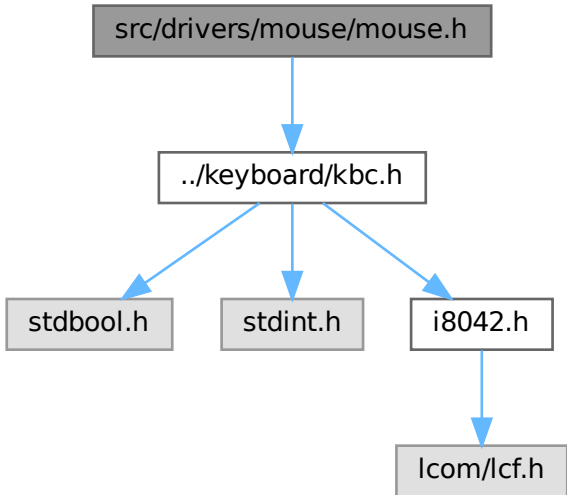 src/drivers/mouse/mouse.h
../keyboard/kbc.h
stdbool.h
stdint.h
i8042.h
lcom/lcf.h